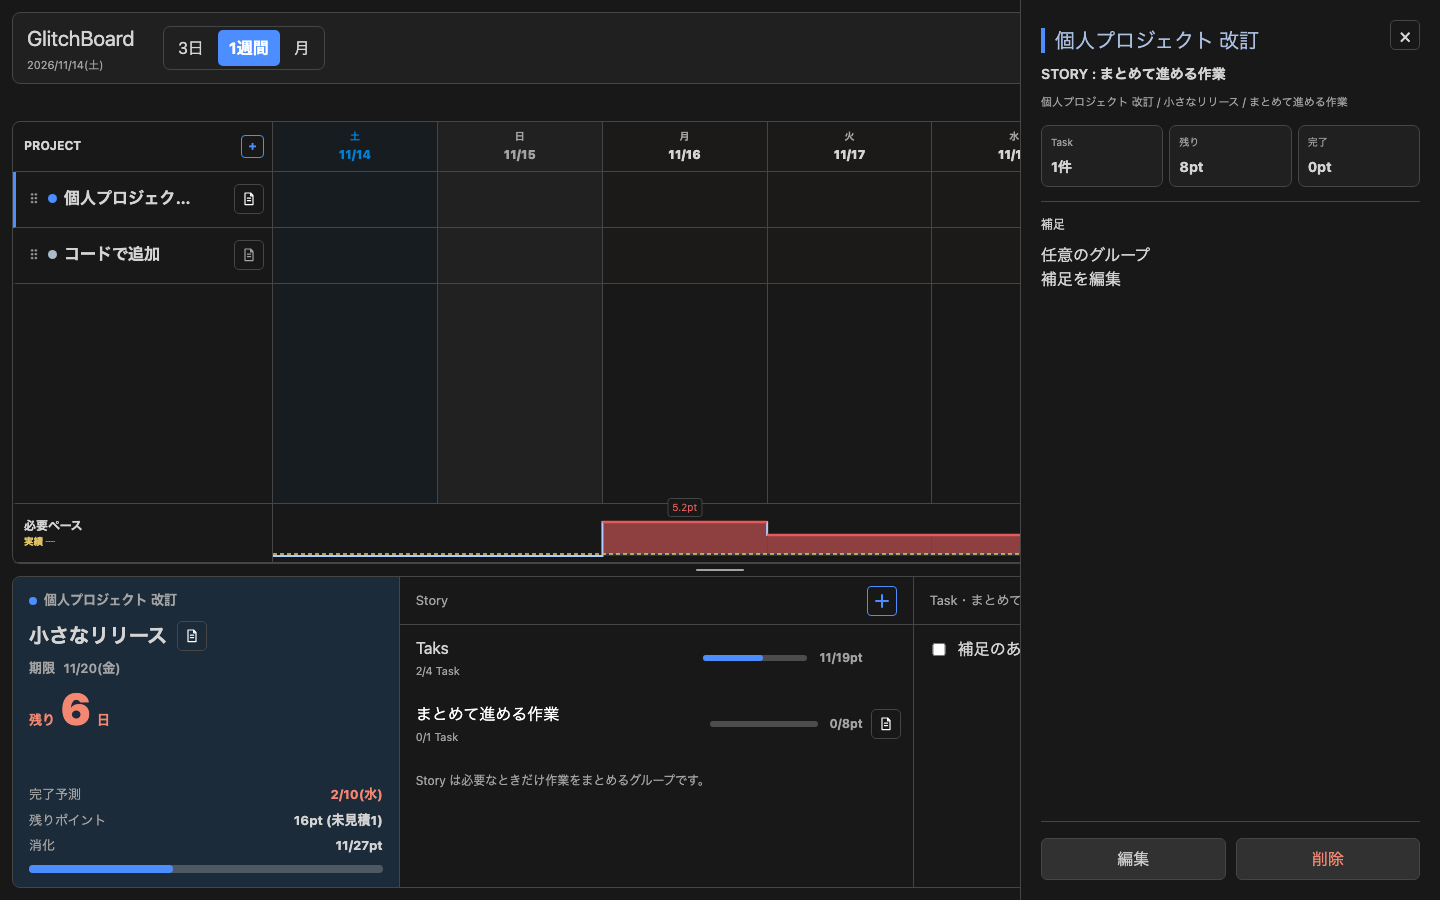 GlitchBoard
2026/11/14(土)
3日
1週間
月
PROJECT
+
土
11/14
日
11/15
月
11/16
火
11/17
水
個人プロジェク...
コードで追加
必要ペース
実績
5.2pt
個人プロジェクト 改訂
小さなリリース
期限 11/20(金)
残り 6 日
完了予測 2/10(水)
残りポイント 16pt (未見積1)
消化 11/27pt
Story
+
Taks
2/4 Task
11/19pt
まとめて進める作業
0/1 Task
0/8pt
Story は必要なときだけ作業をまとめるグループです。
Task・まとめて
補足のあ
個人プロジェクト 改訂
×
STORY : まとめて進める作業
個人プロジェクト 改訂 / 小さなリリース / まとめて進める作業
Task
1件
残り
8pt
完了
0pt
補足
任意のグループ
補足を編集
編集
削除